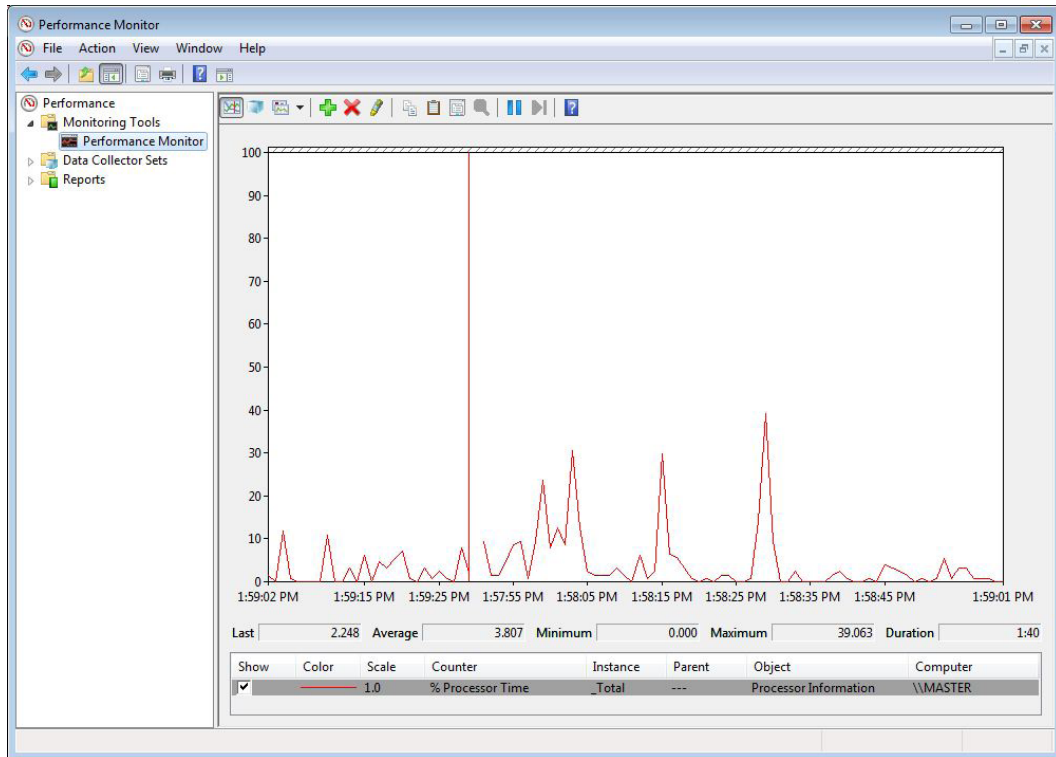 Performance Monitor
File Action View Window Help
Performance
Monitoring Tools
Performance Monitor
Data Collector Sets
Reports
100
90
80
70
60
50
40
30
20
10
0
1:59:02 PM 1:59:15 PM 1:59:25 PM 1:57:55 PM 1:58:05 PM 1:58:15 PM 1:58:25 PM 1:58:35 PM 1:58:45 PM 1:59:01 PM
Last 2.248 Average 3.807 Minimum 0.000 Maximum 39.063 Duration 1:40
Show Color Scale Counter Instance Parent Object Computer
1.0 % Processor Time _Total --- Processor Information \\MASTER